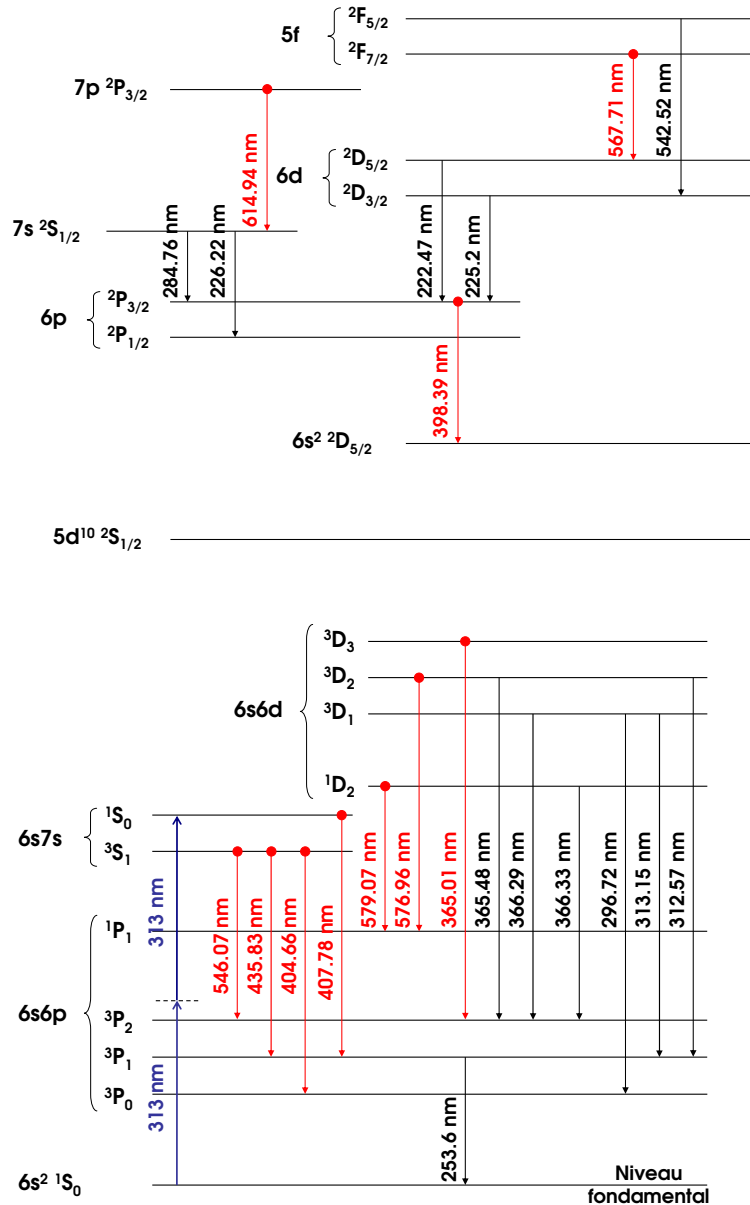 5f
²F₅/₂
²F₇/₂
7p ²P₃/₂
567.71 nm
542.52 nm
614.94 nm
6d
²D₅/₂
²D₃/₂
7s ²S₁/₂
284.76 nm
226.22 nm
222.47 nm
225.2 nm
6p
²P₃/₂
²P₁/₂
398.39 nm
6s² ²D₅/₂
5d¹⁰ ²S₁/₂
6s6d
³D₃
³D₂
³D₁
¹D₂
6s7s
¹S₀
³S₁
313 nm
546.07 nm
435.83 nm
404.66 nm
407.78 nm
579.07 nm
576.96 nm
365.01 nm
365.48 nm
366.29 nm
366.33 nm
296.72 nm
313.15 nm
312.57 nm
6s6p
¹P₁
³P₂
³P₁
³P₀
313 nm
253.6 nm
6s² ¹S₀
Niveau
fondamental